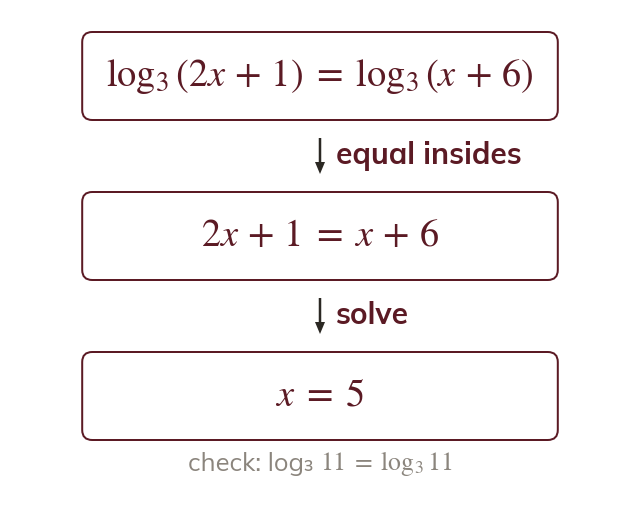 log₃ (2x + 1) = log₃ (x + 6)
equal insides
2x + 1 = x + 6
solve
x = 5
check: log₃ 11 = log₃ 11